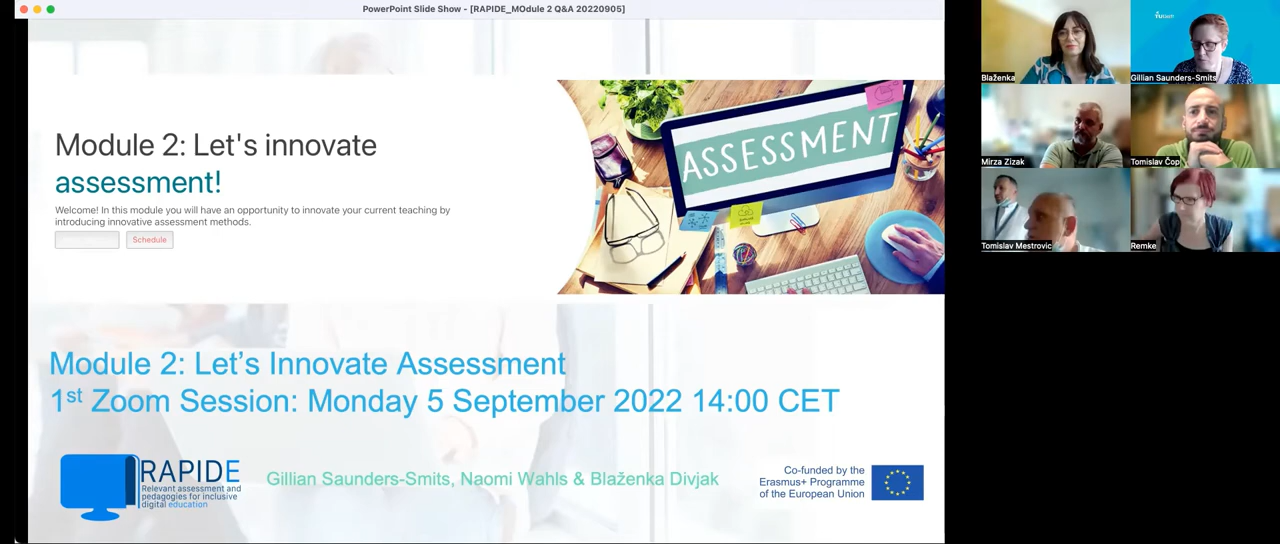 PowerPoint Slide Show - [RAPIDE_MOdule 2 Q&A 20220905]
Module 2: Let's innovate
assessment!
Welcome! In this module you will have an opportunity to innovate your current teaching by
introducing innovative assessment methods.
Schedule
ASSESSMENT
Module 2: Let's Innovate Assessment
1st Zoom Session: Monday 5 September 2022 14:00 CET
RAPIDE
Relevant assessment and
pedagogies for inclusive
digital education
Gillian Saunders-Smits, Naomi Wahls & Blaženka Divjak
Co-funded by the
Erasmus+ Programme
of the European Union
Blaženka
Gillian Saunders-Smits
Mirza Zizak
Tomislav Čop
Tomislav Mestrovic
Remke